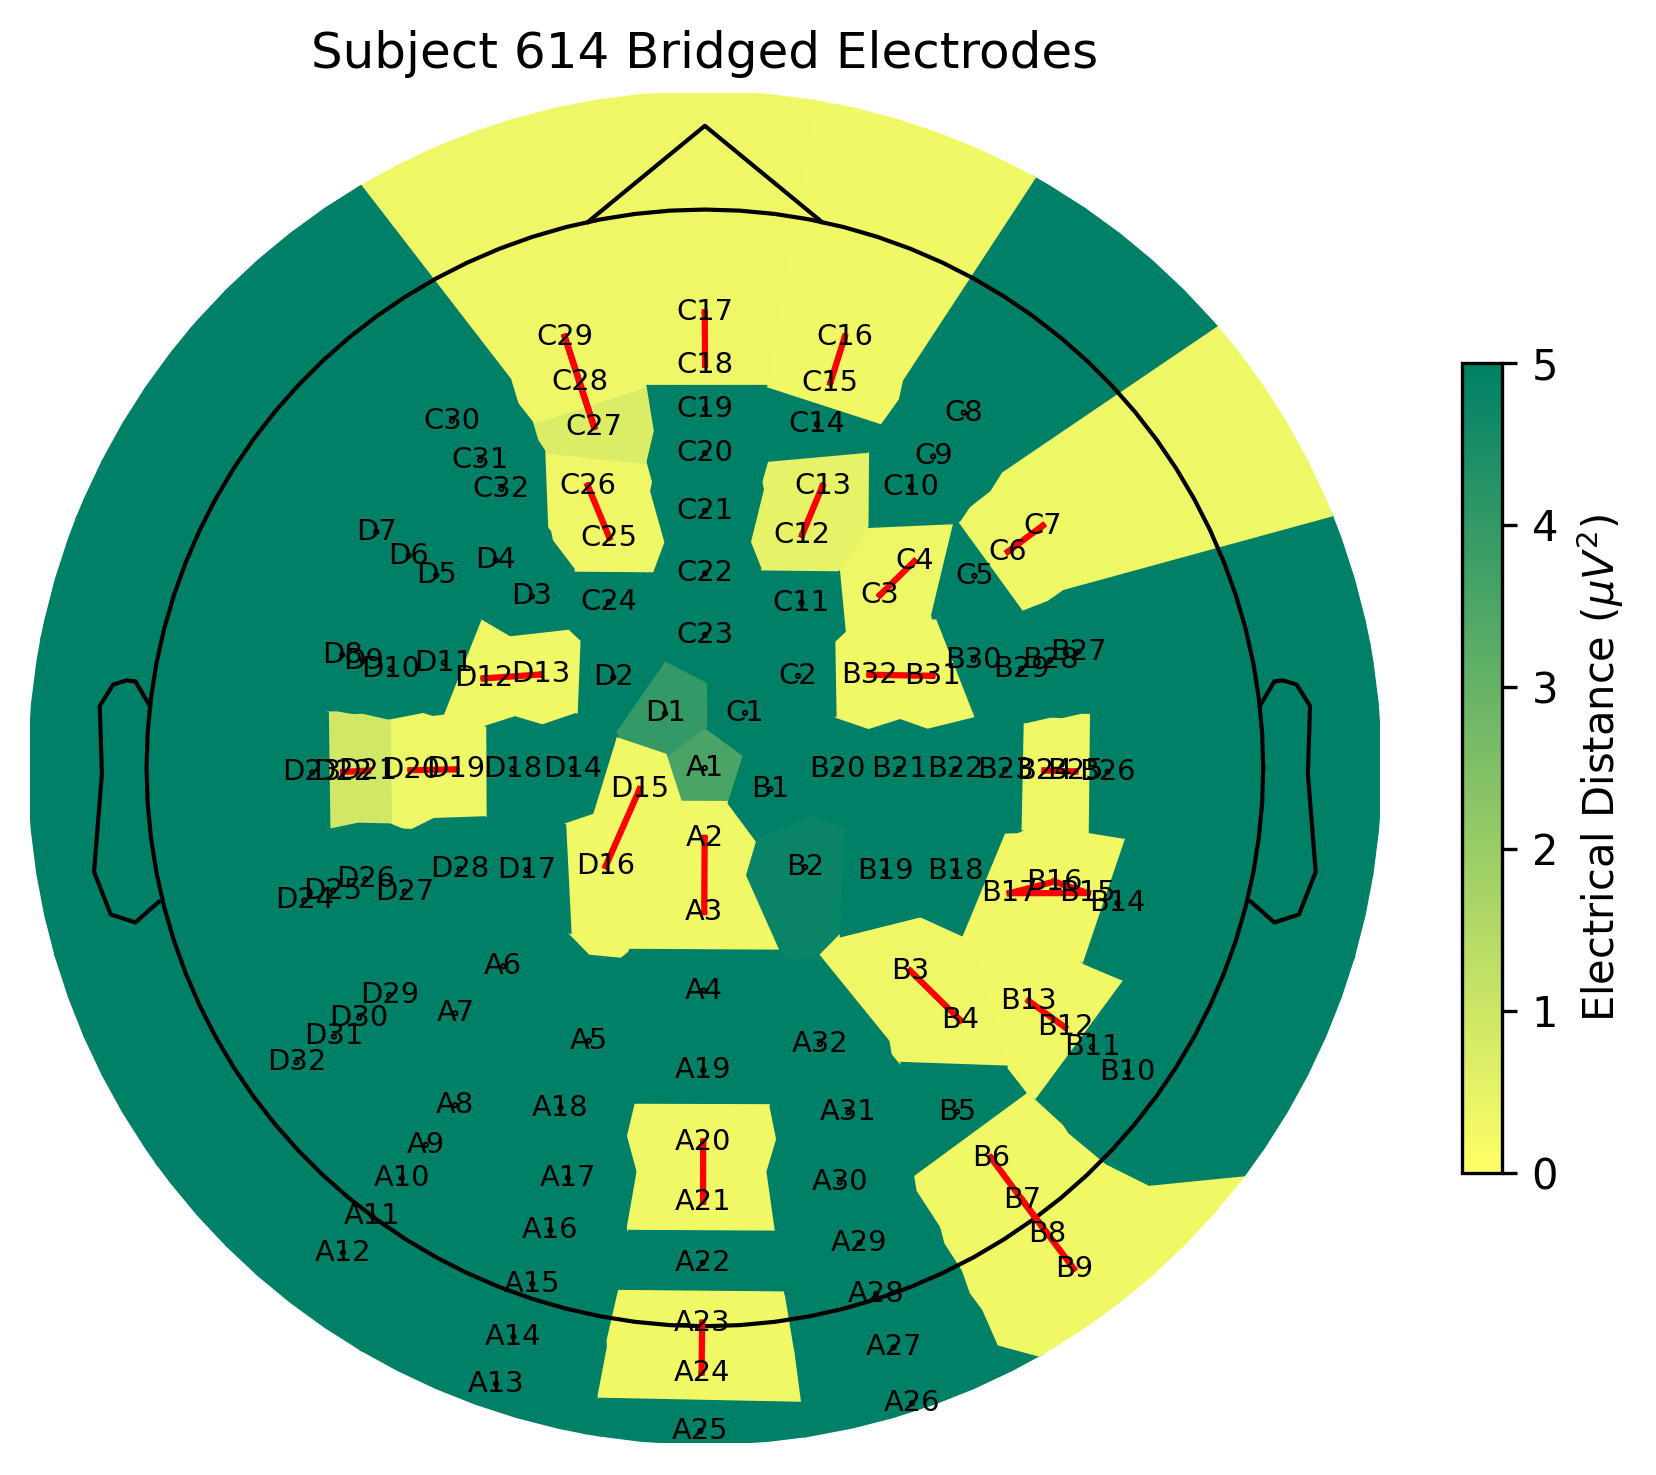 Subject 614 Bridged Electrodes
C17
C29 C16
C18
C28 C15
C19 C8
C30 C27 C14
C20 C9
C31
C32 C26 C13 C10
C21
D7 C25 C12 C7
D6 D4 C4 C6
D5 C22 C5
D3 C24 C11 C3
C23
D8 D9 D10 D11 D12 D13 D2 C2 B32 B31 B30 B29 B28 B27
D1 C1
D23 D22 D21 D20 D19 D18 D14 A1 B20 B21 B22 B23 B24 B25 B26
D15 B1
A2
D26 D28 D17 D16 B2 B19 B18 B16
D24 D25 D27 B17 B15 B14
A3
A6 B3
D29 A4 B13
D30 A7 B4 B12
D31 A5 A32 B11
D32 A19 B10
A8 A18 A31 B5
A9 A20 B6
A10 A17 A30
A11 A21 B7
A12 A16 A29 B8
A22 B9
A15 A28
A14 A23 A27
A13 A24 A26
A25
5
4
3
2
1
0
Electrical Distance (μV²)